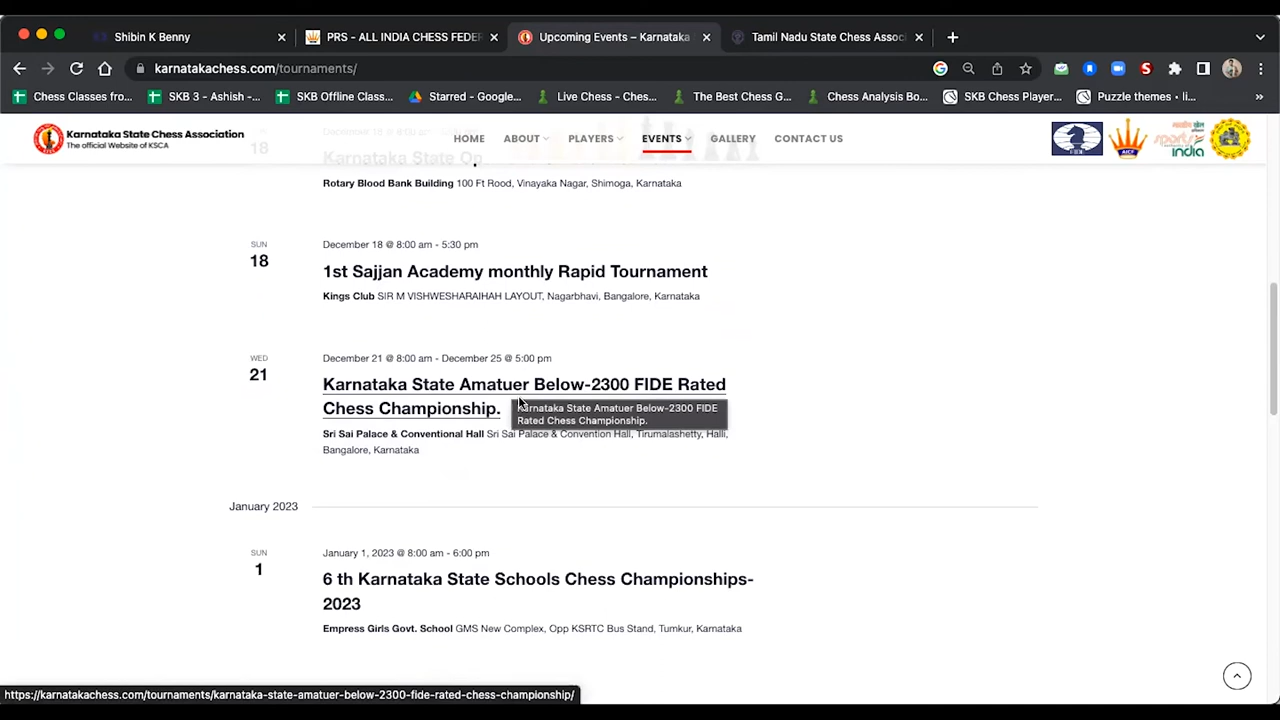 Shibin K Benny
PRS - ALL INDIA CHESS FEDER
Upcoming Events – Karnataka
Tamil Nadu State Chess Assoc
karnatakachess.com/tournaments/
Chess Classes fro...
SKB 3 - Ashish -...
SKB Offline Class...
Starred - Google...
Live Chess - Ches...
The Best Chess G...
Chess Analysis Bo...
SKB Chess Player...
Puzzle themes · li...
»
Karnataka State Chess Association
The official Website of KSCA
HOME
ABOUT
PLAYERS
EVENTS
GALLERY
CONTACT US
FIDE
AICF
18
Karnataka State Op
Rotary Blood Bank Building 100 Ft Rood, Vinayaka Nagar, Shimoga, Karnataka
SUN
18
December 18 @ 8:00 am - 5:30 pm
1st Sajjan Academy monthly Rapid Tournament
Kings Club SIR M VISHWESHARAIHAH LAYOUT, Nagarbhavi, Bangalore, Karnataka
WED
21
December 21 @ 8:00 am - December 25 @ 5:00 pm
Karnataka State Amatuer Below-2300 FIDE Rated
Chess Championship.
Karnataka State Amatuer Below-2300 FIDE
Rated Chess Championship.
Sri Sai Palace & Conventional Hall Sri Sai Palace & Convention Hall, Tirumalashetty, Halli,
Bangalore, Karnataka
January 2023
SUN
1
January 1, 2023 @ 8:00 am - 6:00 pm
6 th Karnataka State Schools Chess Championships-
2023
Empress Girls Govt. School GMS New Complex, Opp KSRTC Bus Stand, Tumkur, Karnataka
https://karnatakachess.com/tournaments/karnataka-state-amatuer-below-2300-fide-rated-chess-championship/